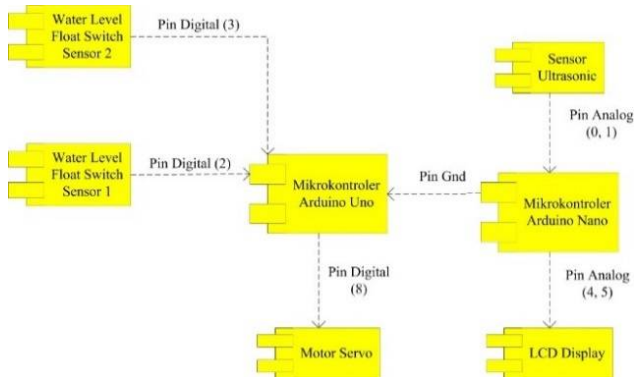 Water Level
Float Switch
Sensor 2
Pin Digital (3)
Sensor
Ultrasonic
Pin Analog
(0, 1)
Water Level
Float Switch
Sensor 1
Pin Digital (2)
Mikrokontroler
Arduino Uno
Pin Gnd
Mikrokontroler
Arduino Nano
Pin Digital
(8)
Pin Analog
(4, 5)
Motor Servo
LCD Display